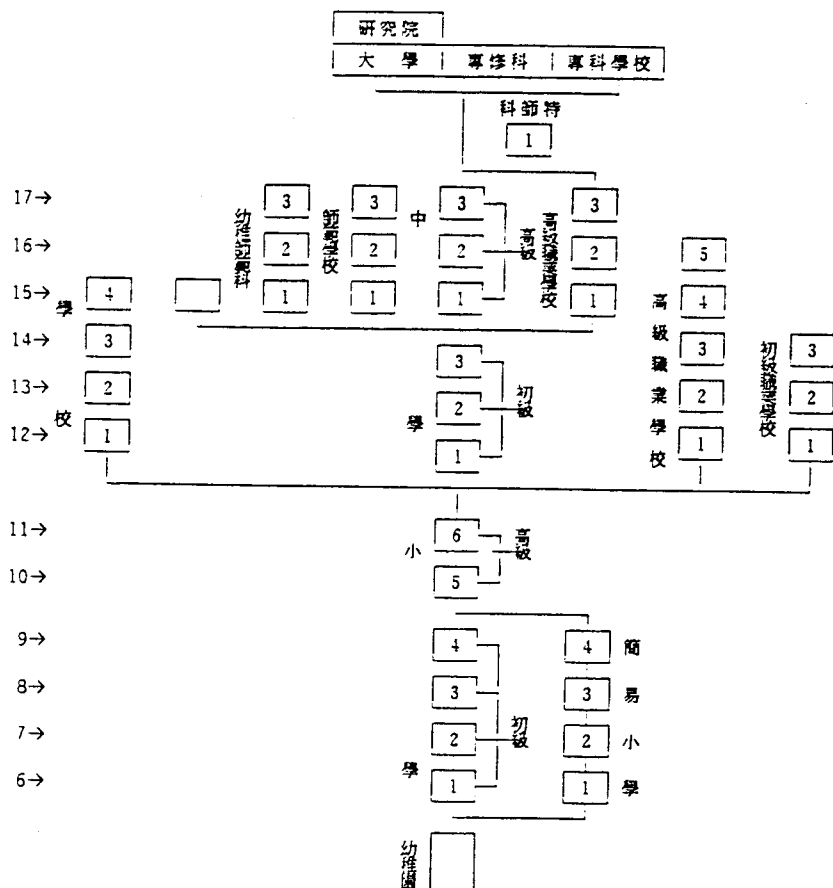 研究院
大學 專修科 專科學校
科師特
1
17→ 幼稚師範科 3 師範學校 3 中 3 高級職業學校 3
16→ 2 2 2 高級 2 5
學校 15→ 4 1 1 1 1 高級職業學校 4
14→ 3 3 3 初級職業學校 3
13→ 2 學 2 初級 2 2
12→ 1 1 1 1
11→ 小 6 高級
10→ 5
9→ 4 4 簡
8→ 3 3 易
7→ 2 初級 2 小
6→ 學 1 1 學
幼稚園